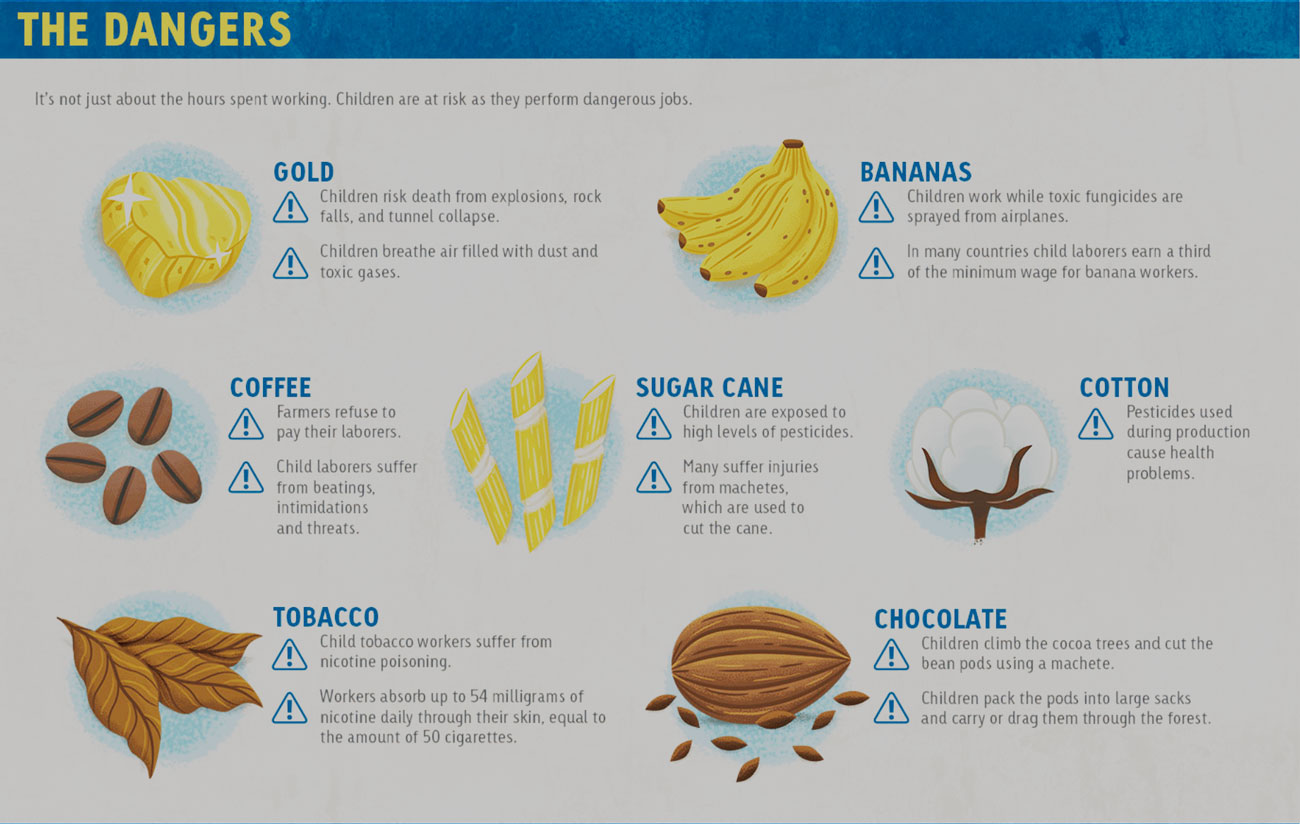 THE DANGERS
It's not just about the hours spent working. Children are at risk as they perform dangerous jobs.
GOLD
Children risk death from explosions, rock
falls, and tunnel collapse.
Children breathe air filled with dust and
toxic gases.
BANANAS
Children work while toxic fungicides are
sprayed from airplanes.
In many countries child laborers earn a third
of the minimum wage for banana workers.
COFFEE
Farmers refuse to
pay their laborers.
Child laborers suffer
from beatings,
intimidations
and threats.
SUGAR CANE
Children are exposed to
high levels of pesticides.
Many suffer injuries
from machetes,
which are used to
cut the cane.
COTTON
Pesticides used
during production
cause health
problems.
TOBACCO
Child tobacco workers suffer from
nicotine poisoning.
Workers absorb up to 54 milligrams of
nicotine daily through their skin, equal to
the amount of 50 cigarettes.
CHOCOLATE
Children climb the cocoa trees and cut the
bean pods using a machete.
Children pack the pods into large sacks
and carry or drag them through the forest.